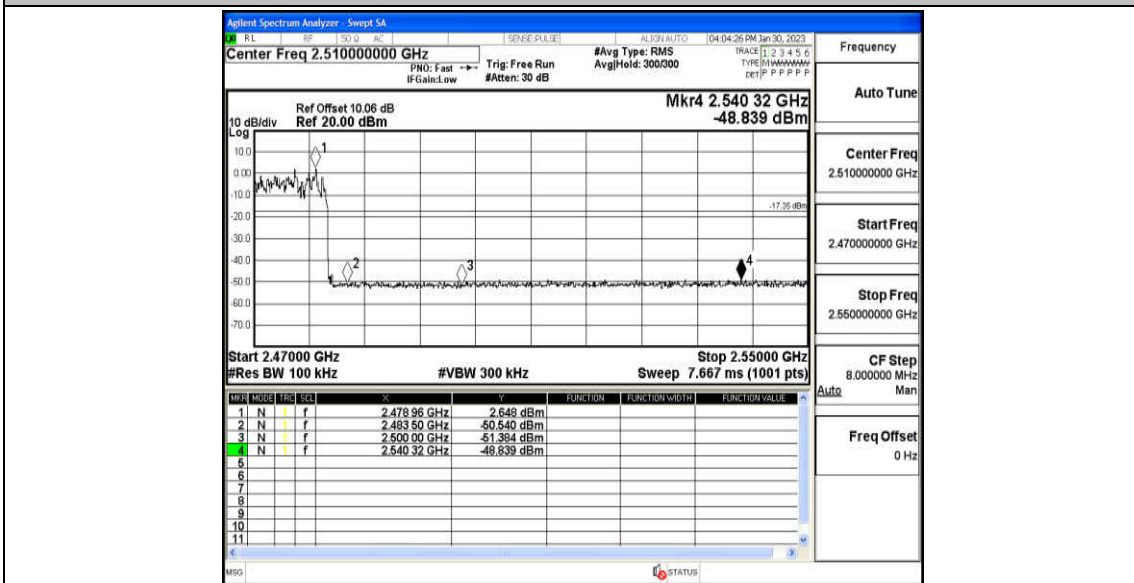 Agilent Spectrum Analyzer - Swept SA
RL RF 50 Ω AC SENSE:PULSE ALIGN AUTO 04:04:26 PM Jan 30, 2023
Center Freq 2.510000000 GHz
PNO: Fast
IFGain:Low
Trig: Free Run
#Atten: 30 dB
#Avg Type: RMS
Avg|Hold: 300/300
TRACE 1 2 3 4 5 6
TYPE M W W W W W
DET P P P P P P
Ref Offset 10.06 dB
10 dB/div Ref 20.00 dBm
Log
Mkr4 2.540 32 GHz
-48.839 dBm
10.0
0.00
-10.0
-20.0
-30.0
-40.0
-50.0
-60.0
-70.0
1
2
3
4
-17.35 dBm
Start 2.47000 GHz Stop 2.55000 GHz
#Res BW 100 kHz #VBW 300 kHz Sweep 7.667 ms (1001 pts)
MKR MODE TRC SCL X Y FUNCTION FUNCTION WIDTH FUNCTION VALUE
1 N 1 f 2.478 96 GHz 2.648 dBm
2 N 1 f 2.483 50 GHz -50.540 dBm
3 N 1 f 2.500 00 GHz -51.384 dBm
4 N 1 f 2.540 32 GHz -48.839 dBm
5
6
7
8
9
10
11
MSG STATUS
Frequency
Auto Tune
Center Freq
2.510000000 GHz
Start Freq
2.470000000 GHz
Stop Freq
2.550000000 GHz
CF Step
8.000000 MHz
Auto Man
Freq Offset
0 Hz